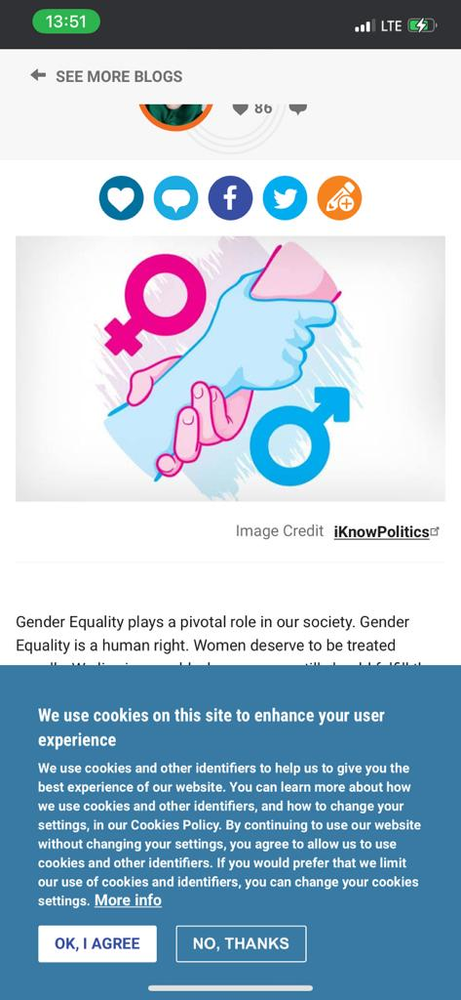 13:51
LTE
SEE MORE BLOGS
86
Image Credit iKnowPolitics
Gender Equality plays a pivotal role in our society. Gender
Equality is a human right. Women deserve to be treated
We use cookies on this site to enhance your user
experience
We use cookies and other identifiers to help us to give you the
best experience of our website. You can learn more about how
we use cookies and other identifiers, and how to change your
settings, in our Cookies Policy. By continuing to use our website
without changing your settings, you agree to allow us to use
cookies and other identifiers. If you would prefer that we limit
our use of cookies and identifiers, you can change your cookies
settings. More info
OK, I AGREE
NO, THANKS